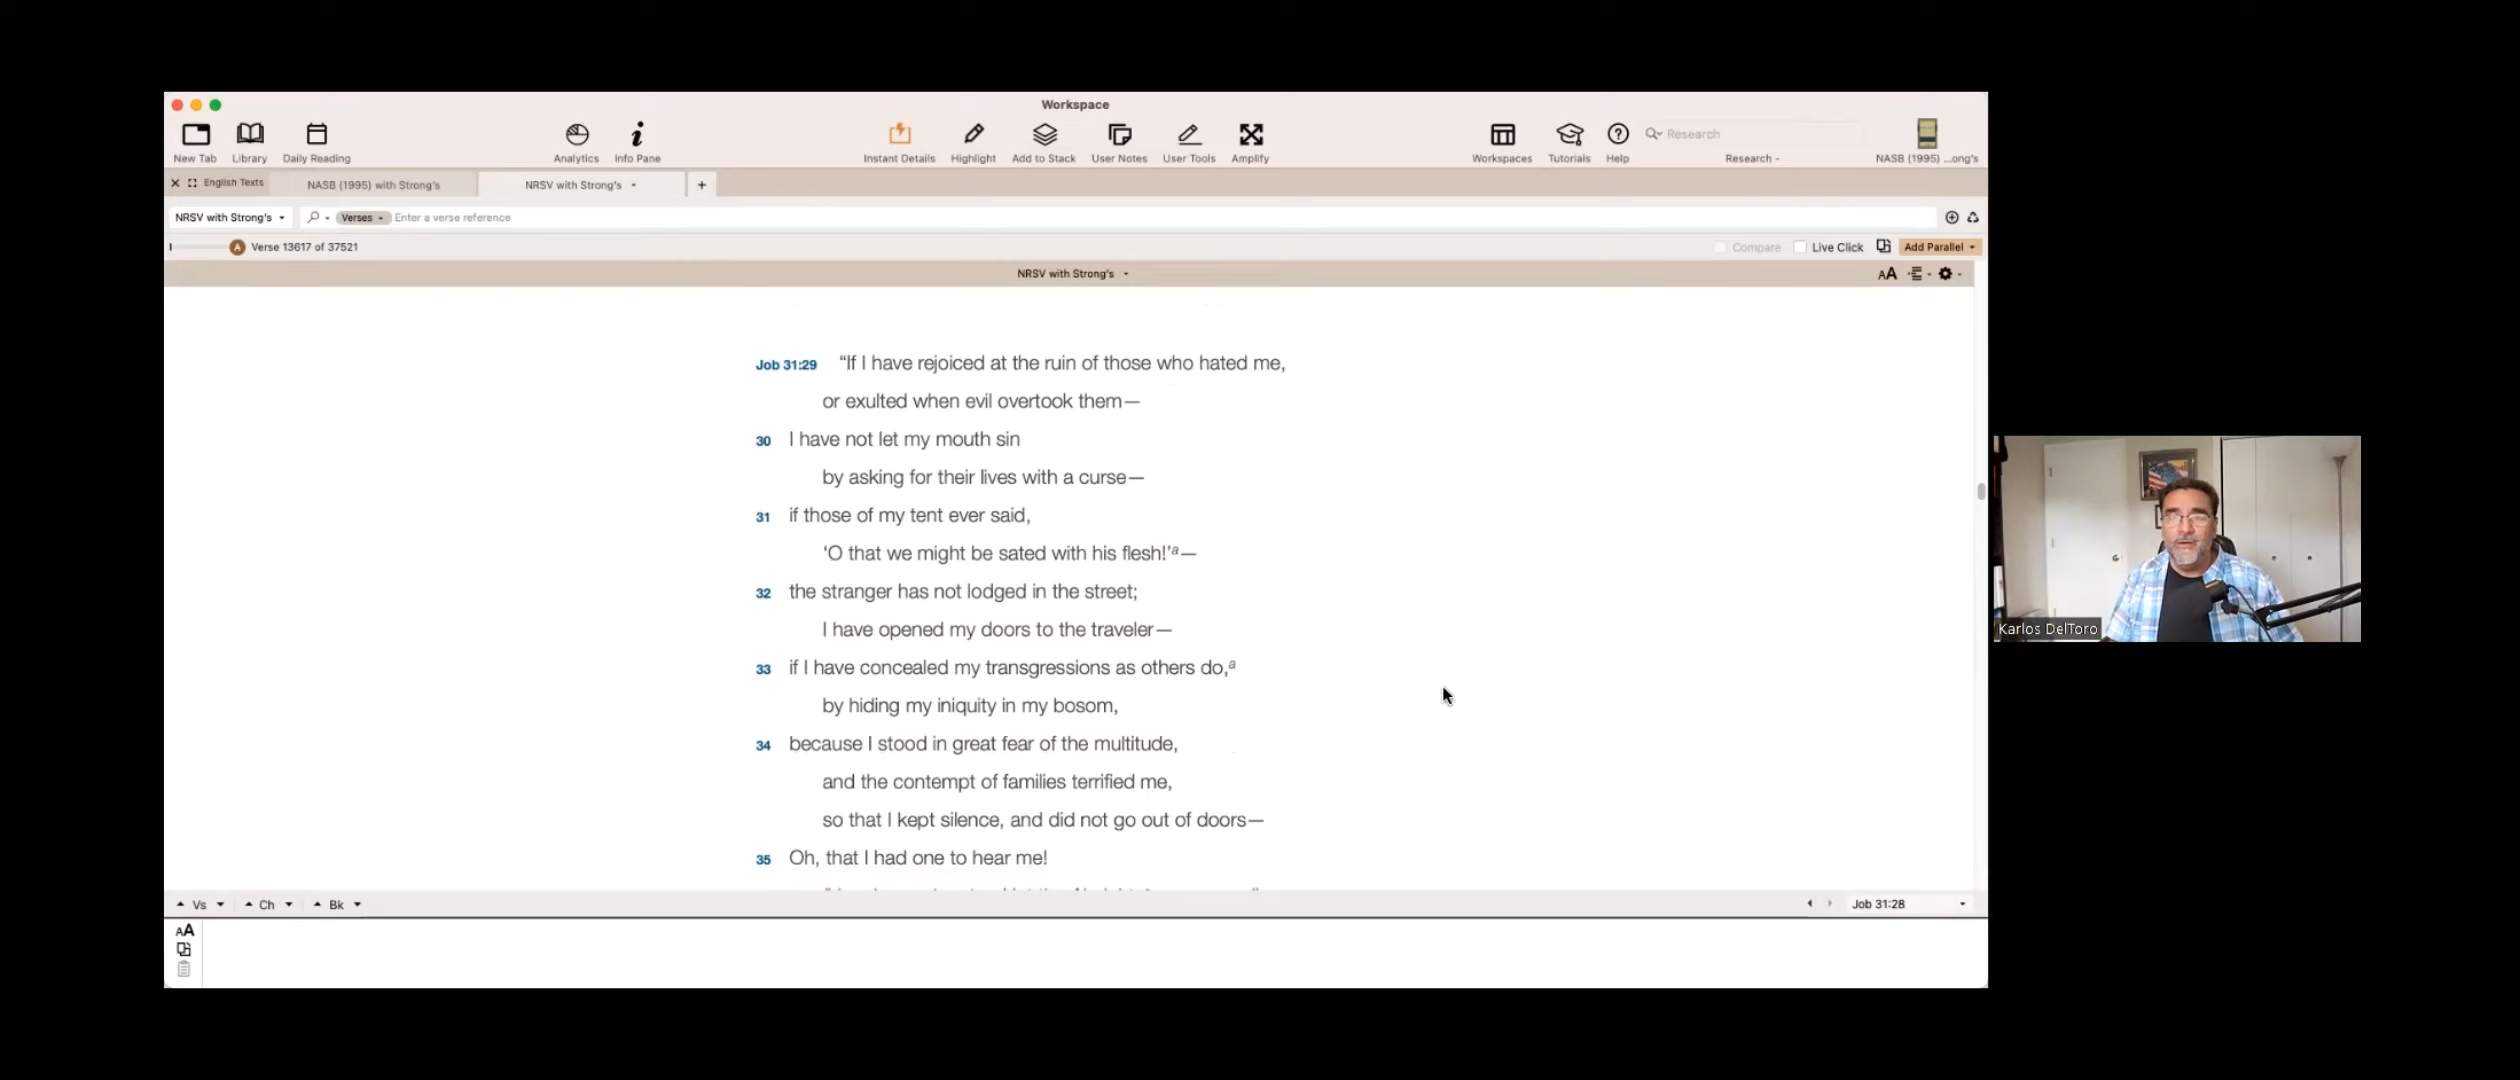 Workspace
New Tab
Library
Daily Reading
Analytics
Info Pane
Instant Details
Highlight
Add to Stack
User Notes
User Tools
Amplify
Workspaces
Tutorials
Help
Research
Research
NASB (1995) ...ong's
English Texts
NASB (1995) with Strong's
NRSV with Strong's
+
NRSV with Strong's
Verses
Enter a verse reference
A Verse 13617 of 37521
Compare
Live Click
Add Parallel
NRSV with Strong's
AA
Job 31:29 “If I have rejoiced at the ruin of those who hated me,
or exulted when evil overtook them—
30 I have not let my mouth sin
by asking for their lives with a curse—
31 if those of my tent ever said,
‘O that we might be sated with his flesh!’a—
32 the stranger has not lodged in the street;
I have opened my doors to the traveler—
33 if I have concealed my transgressions as others do,a
by hiding my iniquity in my bosom,
34 because I stood in great fear of the multitude,
and the contempt of families terrified me,
so that I kept silence, and did not go out of doors—
35 Oh, that I had one to hear me!
Vs
Ch
Bk
Job 31:28
AA
Karlos DelToro